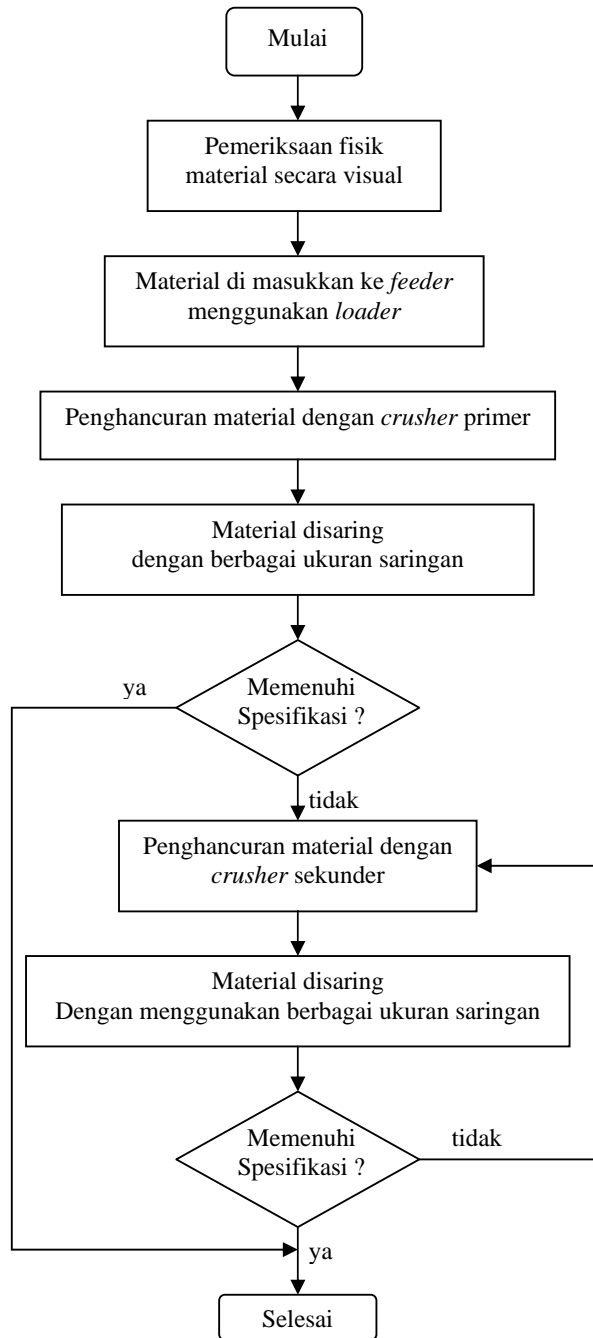 Mulai
Pemeriksaan fisik
material secara visual
Material di masukkan ke feeder
menggunakan loader
Penghancuran material dengan crusher primer
Material disaring
dengan berbagai ukuran saringan
ya
Memenuhi
Spesifikasi ?
tidak
Penghancuran material dengan
crusher sekunder
Material disaring
Dengan menggunakan berbagai ukuran saringan
Memenuhi
Spesifikasi ?
tidak
ya
Selesai